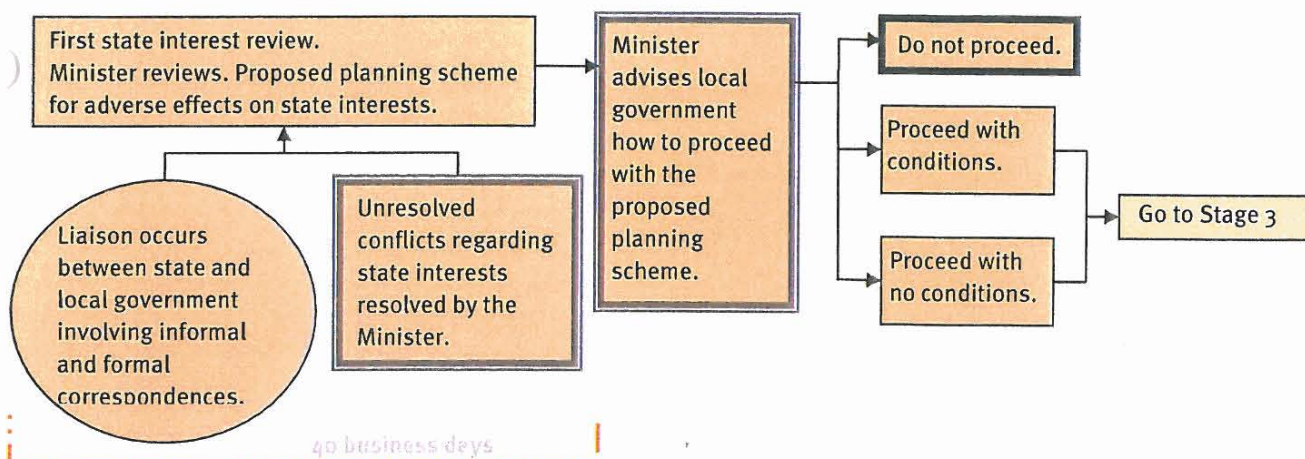 First state interest review.
Minister reviews. Proposed planning scheme
for adverse effects on state interests.
Liaison occurs
between state and
local government
involving informal
and formal
correspondences.
Unresolved
conflicts regarding
state interests
resolved by the
Minister.
Minister
advises local
government
how to proceed
with the
proposed
planning
scheme.
Do not proceed.
Proceed with
conditions.
Proceed with
no conditions.
Go to Stage 3
40 business days